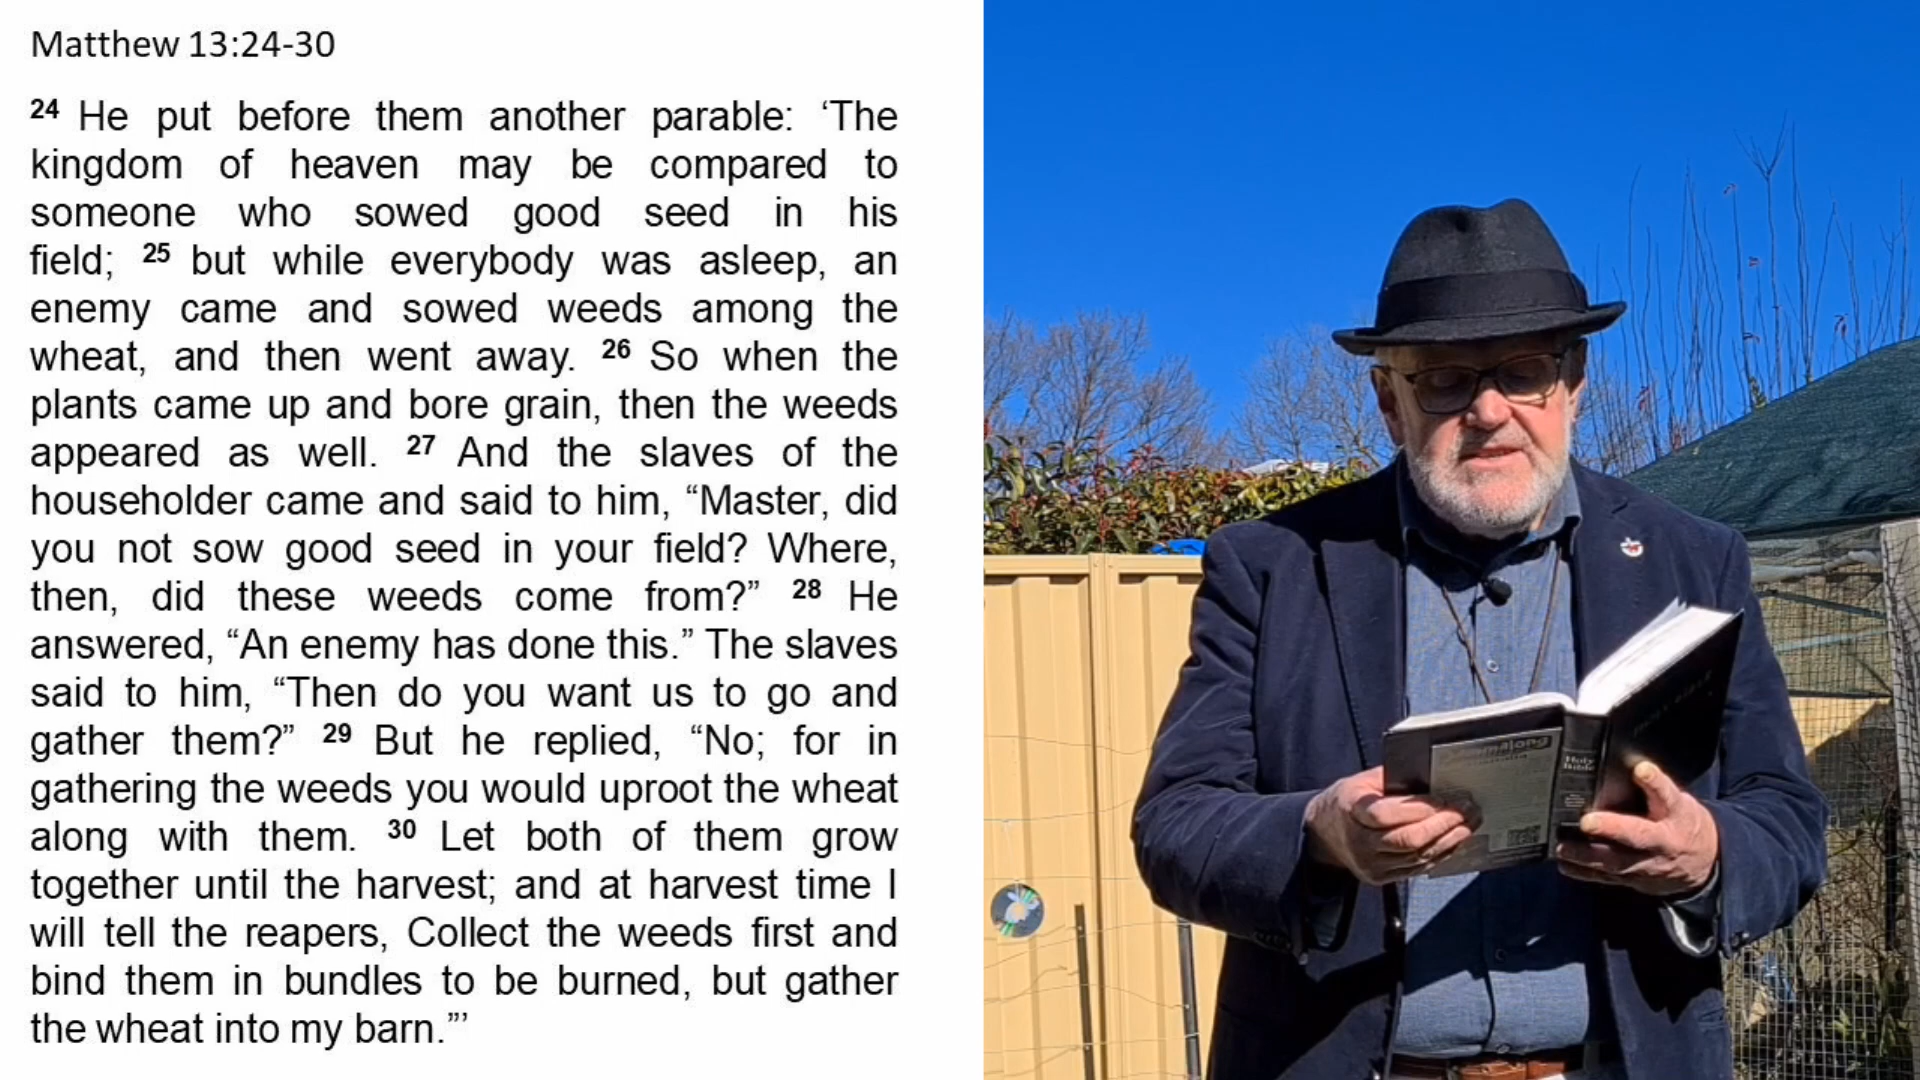 Matthew 13:24-30
24 He put before them another parable: ‘The
kingdom of heaven may be compared to
someone who sowed good seed in his
field; 25 but while everybody was asleep, an
enemy came and sowed weeds among the
wheat, and then went away. 26 So when the
plants came up and bore grain, then the weeds
appeared as well. 27 And the slaves of the
householder came and said to him, “Master, did
you not sow good seed in your field? Where,
then, did these weeds come from?” 28 He
answered, “An enemy has done this.” The slaves
said to him, “Then do you want us to go and
gather them?” 29 But he replied, “No; for in
gathering the weeds you would uproot the wheat
along with them. 30 Let both of them grow
together until the harvest; and at harvest time I
will tell the reapers, Collect the weeds first and
bind them in bundles to be burned, but gather
the wheat into my barn.”’
Holy
Bible
HOLY BIBLE